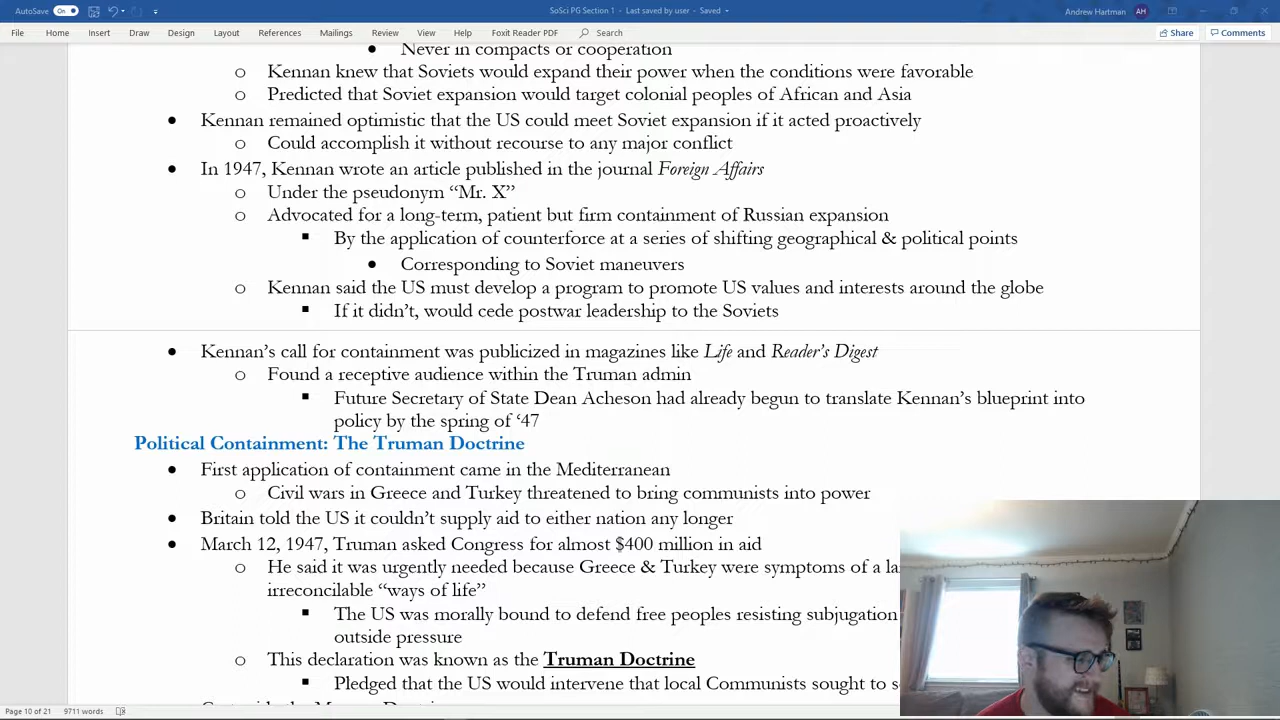 AutoSave On SoSci PG Section 1 - Last saved by user - Saved Andrew Hartman AH
File Home Insert Draw Design Layout References Mailings Review View Help Foxit Reader PDF Search Share Comments
Never in compacts or cooperation
o Kennan knew that Soviets would expand their power when the conditions were favorable
o Predicted that Soviet expansion would target colonial peoples of African and Asia
• Kennan remained optimistic that the US could meet Soviet expansion if it acted proactively
o Could accomplish it without recourse to any major conflict
• In 1947, Kennan wrote an article published in the journal Foreign Affairs
o Under the pseudonym “Mr. X”
o Advocated for a long-term, patient but firm containment of Russian expansion
▪ By the application of counterforce at a series of shifting geographical & political points
• Corresponding to Soviet maneuvers
o Kennan said the US must develop a program to promote US values and interests around the globe
▪ If it didn’t, would cede postwar leadership to the Soviets
• Kennan’s call for containment was publicized in magazines like Life and Reader’s Digest
o Found a receptive audience within the Truman admin
▪ Future Secretary of State Dean Acheson had already begun to translate Kennan’s blueprint into
policy by the spring of ‘47
Political Containment: The Truman Doctrine
• First application of containment came in the Mediterranean
o Civil wars in Greece and Turkey threatened to bring communists into power
• Britain told the US it couldn’t supply aid to either nation any longer
• March 12, 1947, Truman asked Congress for almost $400 million in aid
o He said it was urgently needed because Greece & Turkey were symptoms of a la
irreconcilable “ways of life”
▪ The US was morally bound to defend free peoples resisting subjugation
outside pressure
o This declaration was known as the Truman Doctrine
▪ Pledged that the US would intervene that local Communists sought to s
Page 10 of 21 9711 words